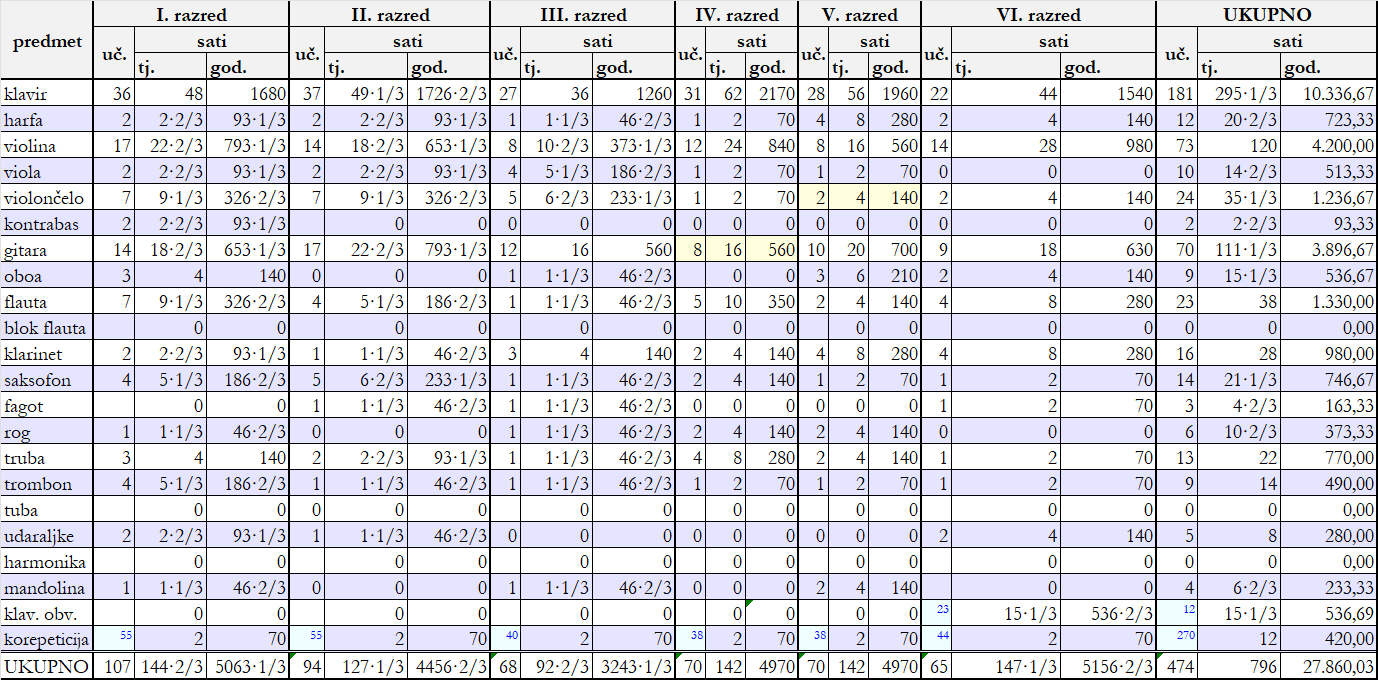 I. razred II. razred III. razred IV. razred V. razred VI. razred UKUPNO
predmet uč. sati uč. sati uč. sati uč. sati uč. sati uč. sati uč. sati
tj. god. tj. god. tj. god. tj. god. tj. god. tj. god. tj. god.
klavir 36 48 1680 37 49·1/3 1726·2/3 27 36 1260 31 62 2170 28 56 1960 22 44 1540 181 295·1/3 10.336,67
harfa 2 2·2/3 93·1/3 2 2·2/3 93·1/3 1 1·1/3 46·2/3 1 2 70 4 8 280 2 4 140 12 20·2/3 723,33
violina 17 22·2/3 793·1/3 14 18·2/3 653·1/3 8 10·2/3 373·1/3 12 24 840 8 16 560 14 28 980 73 120 4.200,00
viola 2 2·2/3 93·1/3 2 2·2/3 93·1/3 4 5·1/3 186·2/3 1 2 70 1 2 70 0 0 0 10 14·2/3 513,33
violončelo 7 9·1/3 326·2/3 7 9·1/3 326·2/3 5 6·2/3 233·1/3 1 2 70 2 4 140 2 4 140 24 35·1/3 1.236,67
kontrabas 2 2·2/3 93·1/3 0 0 0 0 0 0 0 0 0 0 0 0 0 0 2 2·2/3 93,33
gitara 14 18·2/3 653·1/3 17 22·2/3 793·1/3 12 16 560 8 16 560 10 20 700 9 18 630 70 111·1/3 3.896,67
oboa 3 4 140 0 0 0 1 1·1/3 46·2/3 0 0 3 6 210 2 4 140 9 15·1/3 536,67
flauta 7 9·1/3 326·2/3 4 5·1/3 186·2/3 1 1·1/3 46·2/3 5 10 350 2 4 140 4 8 280 23 38 1.330,00
blok flauta 0 0 0 0 0 0 0 0 0 0 0 0 0 0 0,00
klarinet 2 2·2/3 93·1/3 1 1·1/3 46·2/3 3 4 140 2 4 140 4 8 280 4 8 280 16 28 980,00
saksofon 4 5·1/3 186·2/3 5 6·2/3 233·1/3 1 1·1/3 46·2/3 2 4 140 1 2 70 1 2 70 14 21·1/3 746,67
fagot 0 0 1 1·1/3 46·2/3 1 1·1/3 46·2/3 0 0 0 0 0 0 1 2 70 3 4·2/3 163,33
rog 1 1·1/3 46·2/3 0 0 0 1 1·1/3 46·2/3 2 4 140 2 4 140 0 0 0 6 10·2/3 373,33
truba 3 4 140 2 2·2/3 93·1/3 1 1·1/3 46·2/3 4 8 280 2 4 140 1 2 70 13 22 770,00
trombon 4 5·1/3 186·2/3 1 1·1/3 46·2/3 1 1·1/3 46·2/3 1 2 70 1 2 70 1 2 70 9 14 490,00
tuba 0 0 0 0 0 0 0 0 0 0 0 0 0 0 0,00
udaraljke 2 2·2/3 93·1/3 1 1·1/3 46·2/3 0 0 0 0 0 0 0 0 0 2 4 140 5 8 280,00
harmonika 0 0 0 0 0 0 0 0 0 0 0 0 0 0 0,00
mandolina 1 1·1/3 46·2/3 0 0 0 1 1·1/3 46·2/3 0 0 0 2 4 140 0 0 4 6·2/3 233,33
klav. obv. 0 0 0 0 0 0 0 0 0 0 23 15·1/3 536·2/3 12 15·1/3 536,69
korepeticija 55 2 70 55 2 70 40 2 70 38 2 70 38 2 70 44 2 70 270 12 420,00
UKUPNO 107 144·2/3 5063·1/3 94 127·1/3 4456·2/3 68 92·2/3 3243·1/3 70 142 4970 70 142 4970 65 147·1/3 5156·2/3 474 796 27.860,03